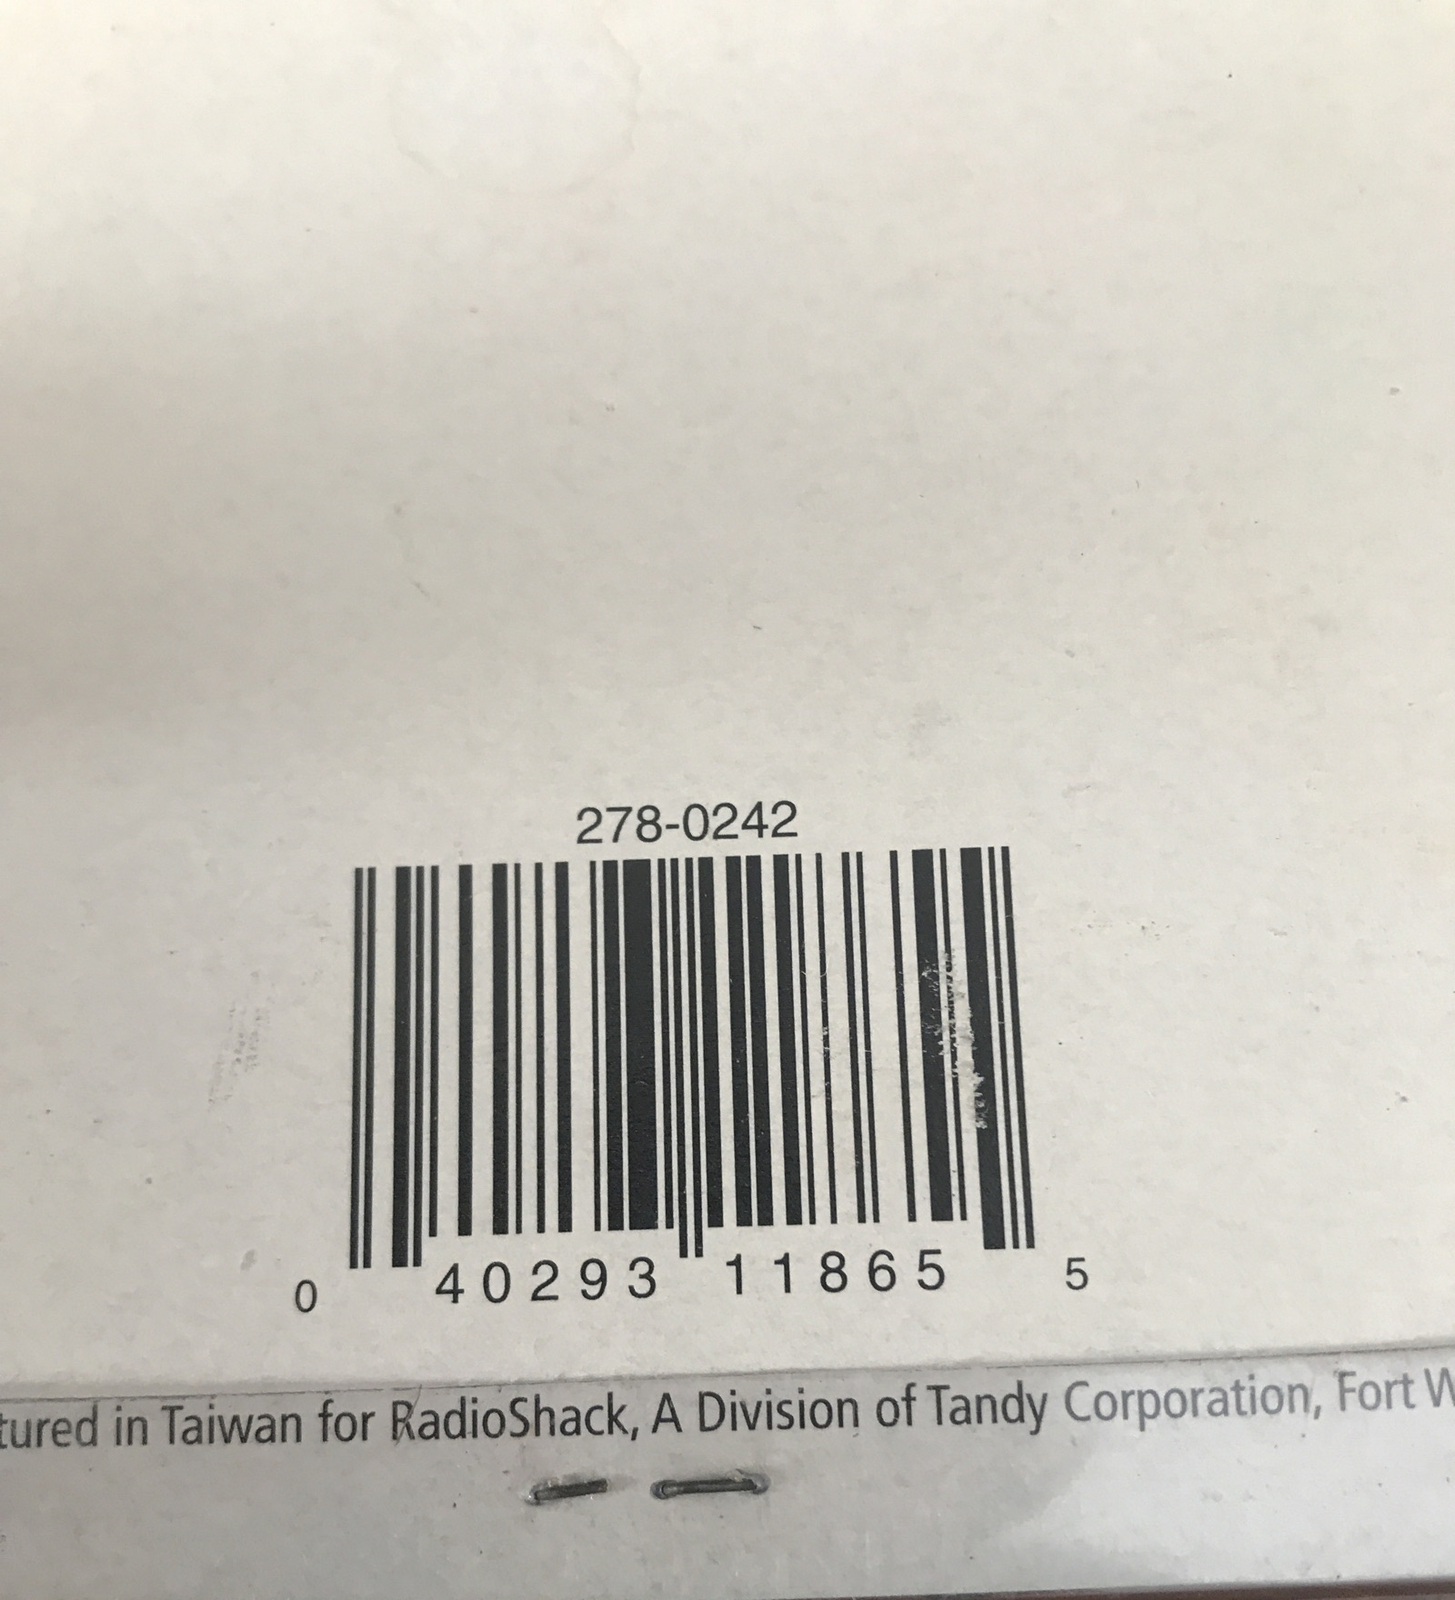 278-0242
0 40293 11865 5
tured in Taiwan for RadioShack, A Division of Tandy Corporation, Fort W